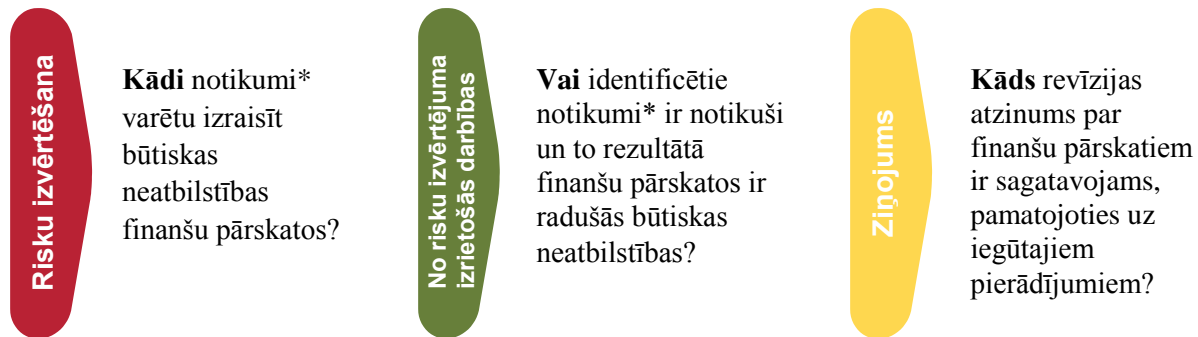 Risku izvērtēšana
Kādi notikumi*
varētu izraisīt
būtiskas
neatbilstības
finanšu pārskatos?
No risku izvērtējuma
izrietošās darbības
Vai identificētie
notikumi* ir notikuši
un to rezultātā
finanšu pārskatos ir
radušās būtiskas
neatbilstības?
Ziņojums
Kāds revīzijas
atzinums par
finanšu pārskatiem
ir sagatavojams,
pamatojoties uz
iegūtajiem
pierādījumiem?